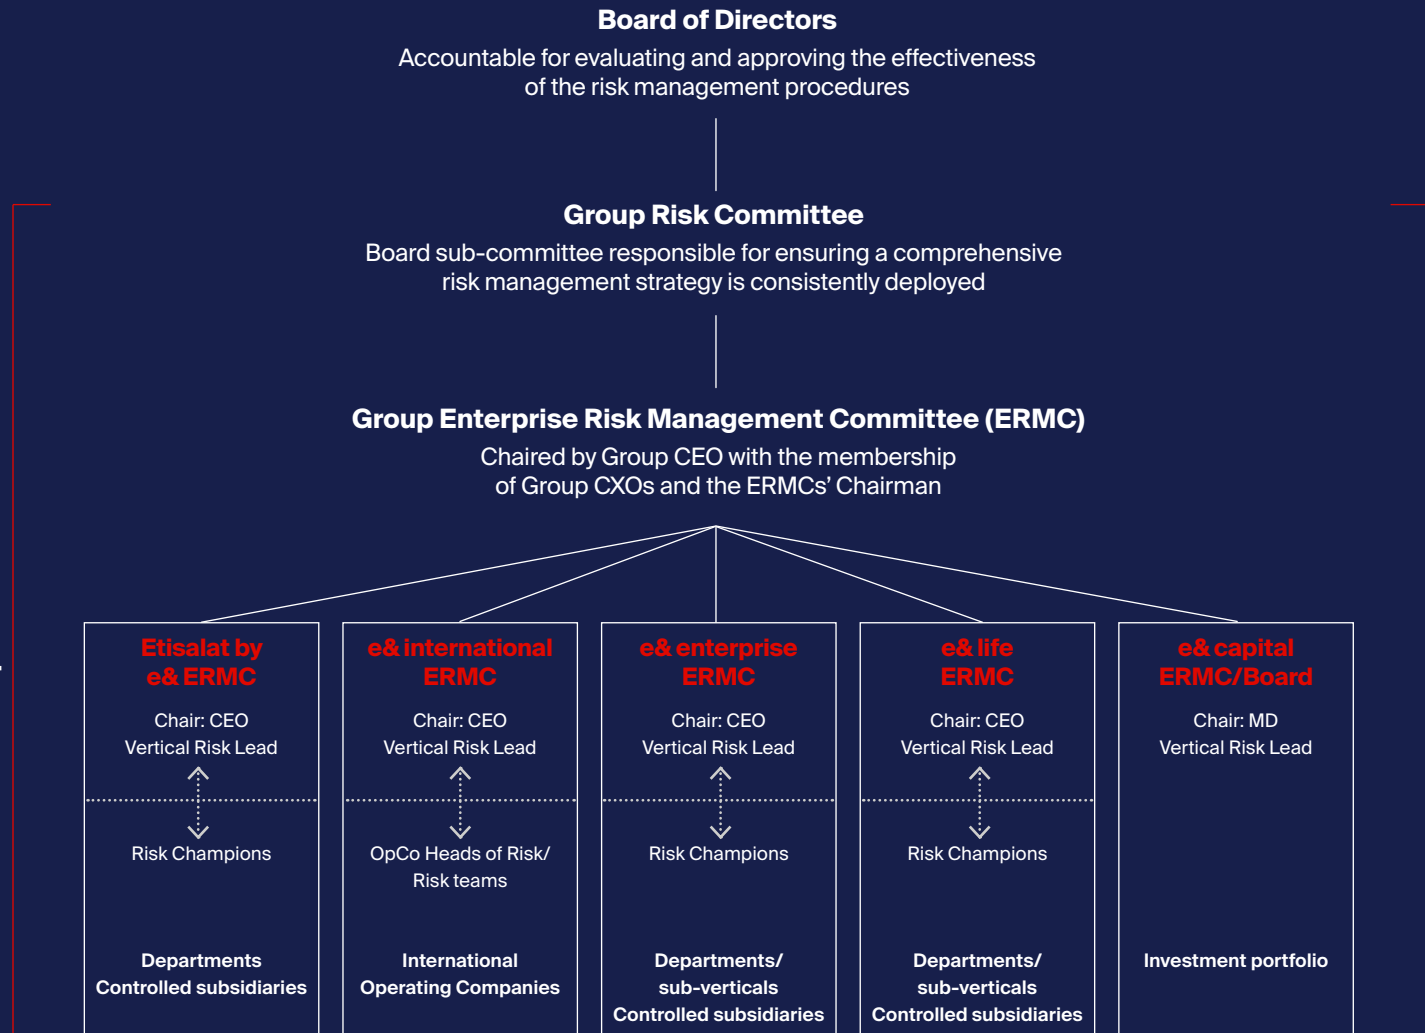 Board of Directors
Accountable for evaluating and approving the effectiveness
of the risk management procedures
Group Risk Committee
Board sub-committee responsible for ensuring a comprehensive
risk management strategy is consistently deployed
Group Enterprise Risk Management Committee (ERMC)
Chaired by Group CEO with the membership
of Group CXOs and the ERMCs’ Chairman
Etisalat by
e& ERMC
Chair: CEO
Vertical Risk Lead
Risk Champions
Departments
Controlled subsidiaries
e& international
ERMC
Chair: CEO
Vertical Risk Lead
OpCo Heads of Risk/
Risk teams
International
Operating Companies
e& enterprise
ERMC
Chair: CEO
Vertical Risk Lead
Risk Champions
Departments/
sub-verticals
Controlled subsidiaries
e& life
ERMC
Chair: CEO
Vertical Risk Lead
Risk Champions
Departments/
sub-verticals
Controlled subsidiaries
e& capital
ERMC/Board
Chair: MD
Vertical Risk Lead
Investment portfolio